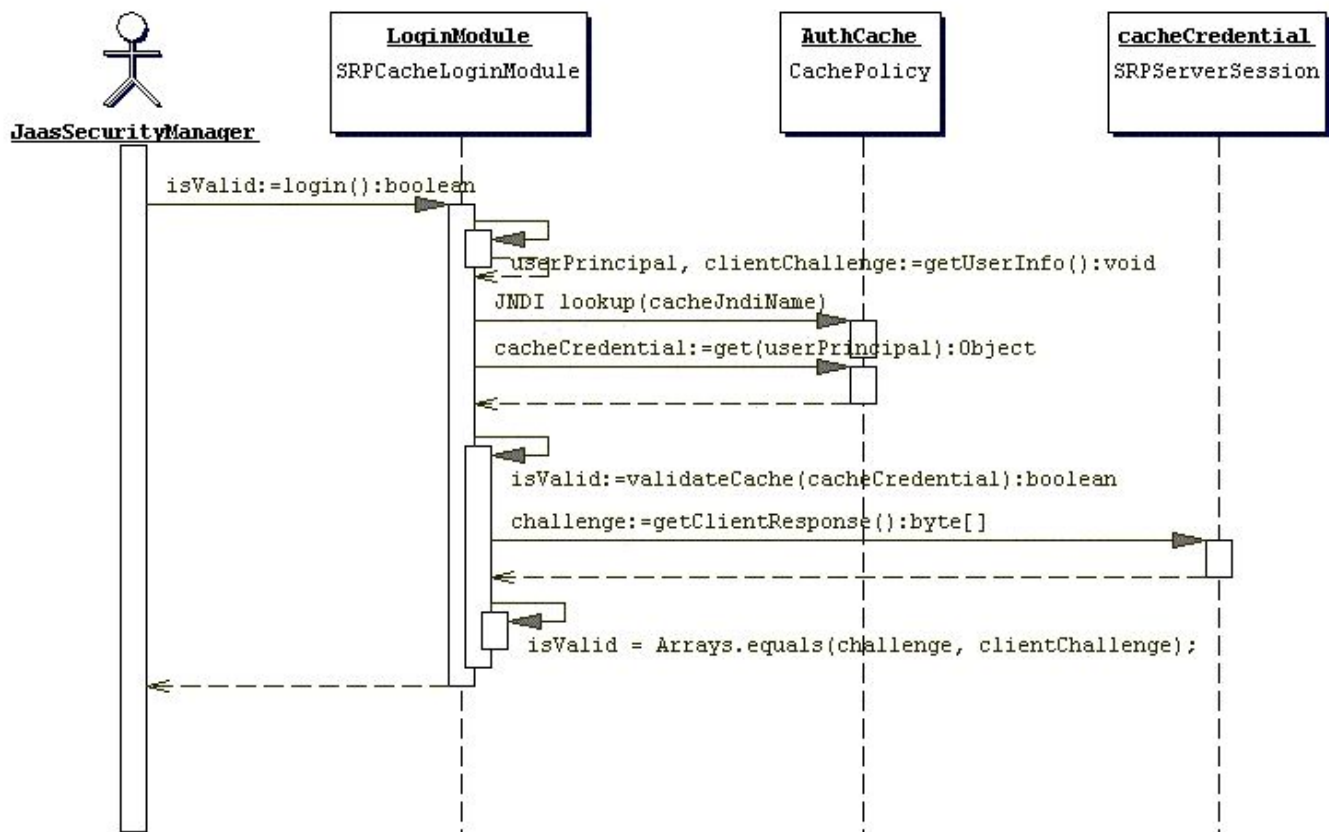 LoginModule
SRPCacheLoginModule
AuthCache
CachePolicy
cacheCredential
SRPServerSession
JaasSecurityManager
isValid:=login():boolean
userPrincipal, clientChallenge:=getUserInfo():void
JNDI lookup(cacheJndiName)
cacheCredential:=get(userPrincipal):Object
isValid:=validateCache(cacheCredential):boolean
challenge:=getClientResponse():byte[]
isValid = Arrays.equals(challenge, clientChallenge);